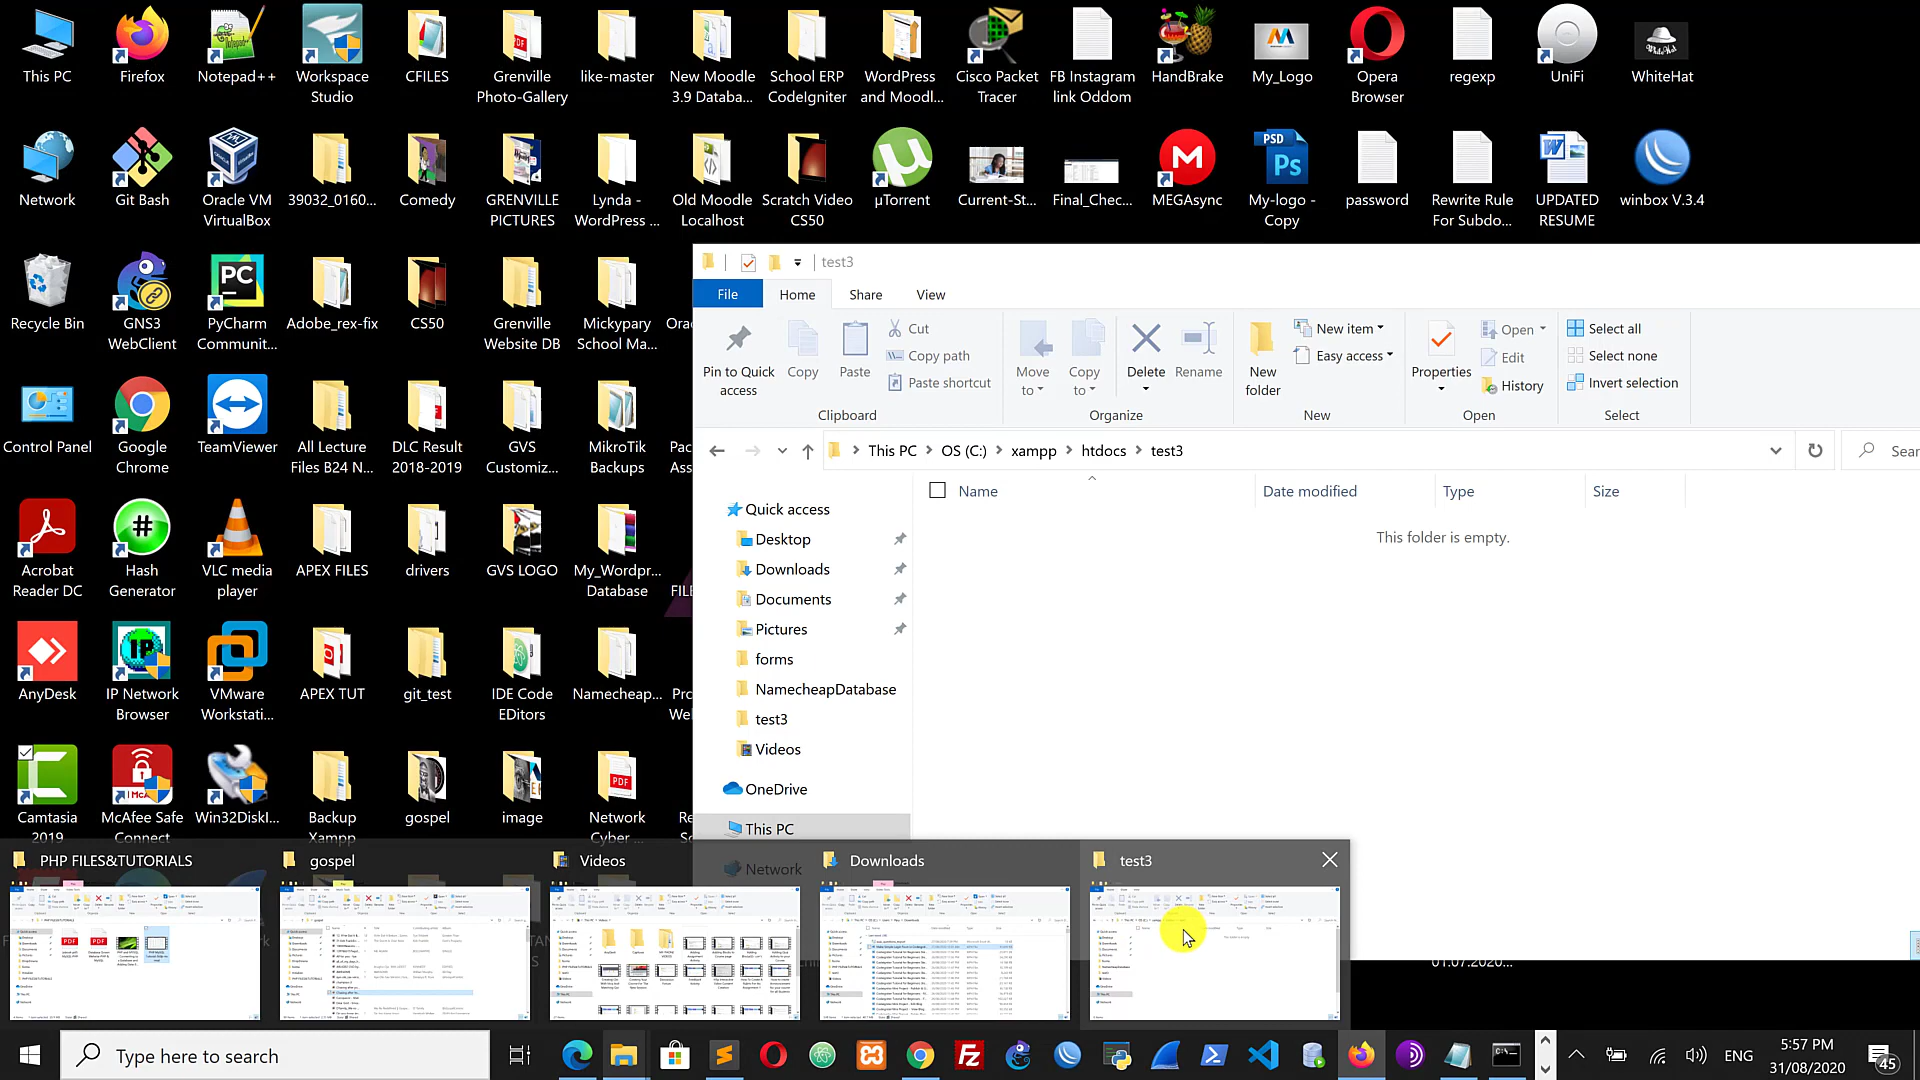 This PC
Firefox
Notepad++
Workspace
Studio
CFILES
Grenville
Photo-Gallery
like-master
New Moodle
3.9 Databa...
School ERP
CodeIgniter
WordPress
and Moodl...
Cisco Packet
Tracer
FB Instagram
link Oddom
HandBrake
My_Logo
Opera
Browser
regexp
UniFi
WhiteHat
Network
Git Bash
Oracle VM
VirtualBox
39032_0160...
Comedy
GRENVILLE
PICTURES
Lynda -
WordPress ...
Old Moodle
Localhost
Scratch Video
CS50
µTorrent
Current-St...
Final_Chec...
MEGAsync
My-logo -
Copy
password
Rewrite Rule
For Subdo...
UPDATED
RESUME
winbox V.3.4
Recycle Bin
GNS3
WebClient
PyCharm
Communit...
Adobe_rex-fix
CS50
Grenville
Website DB
Mickypary
School Ma...
Orac
Control Panel
Google
Chrome
TeamViewer
All Lecture
Files B24 N...
DLC Result
2018-2019
GVS
Customiz...
MikroTik
Backups
Pac
Ass
Acrobat
Reader DC
Hash
Generator
VLC media
player
APEX FILES
drivers
GVS LOGO
My_Wordpr...
Database
FILE
AnyDesk
IP Network
Browser
VMware
Workstati...
APEX TUT
git_test
IDE Code
EDitors
Namecheap...
Prc
We
Camtasia
2019
McAfee Safe
Connect
Win32DiskI...
Backup
Xampp
gospel
image
Network
Cyber
Re
test3
File
Home
Share
View
Pin to Quick
access
Copy
Paste
Cut
Copy path
Paste shortcut
Clipboard
Move
to
Copy
to
Delete
Rename
Organize
New
folder
New item
Easy access
New
Properties
Open
Edit
History
Open
Select all
Select none
Invert selection
Select
This PC
OS (C:)
xampp
htdocs
test3
Sear
Name
Date modified
Type
Size
This folder is empty.
Quick access
Desktop
Downloads
Documents
Pictures
forms
NamecheapDatabase
test3
Videos
OneDrive
This PC
Network
PHP FILES&TUTORIALS
gospel
Videos
Downloads
test3
01.07.2020...
Type here to search
ENG
5:57 PM
31/08/2020
45